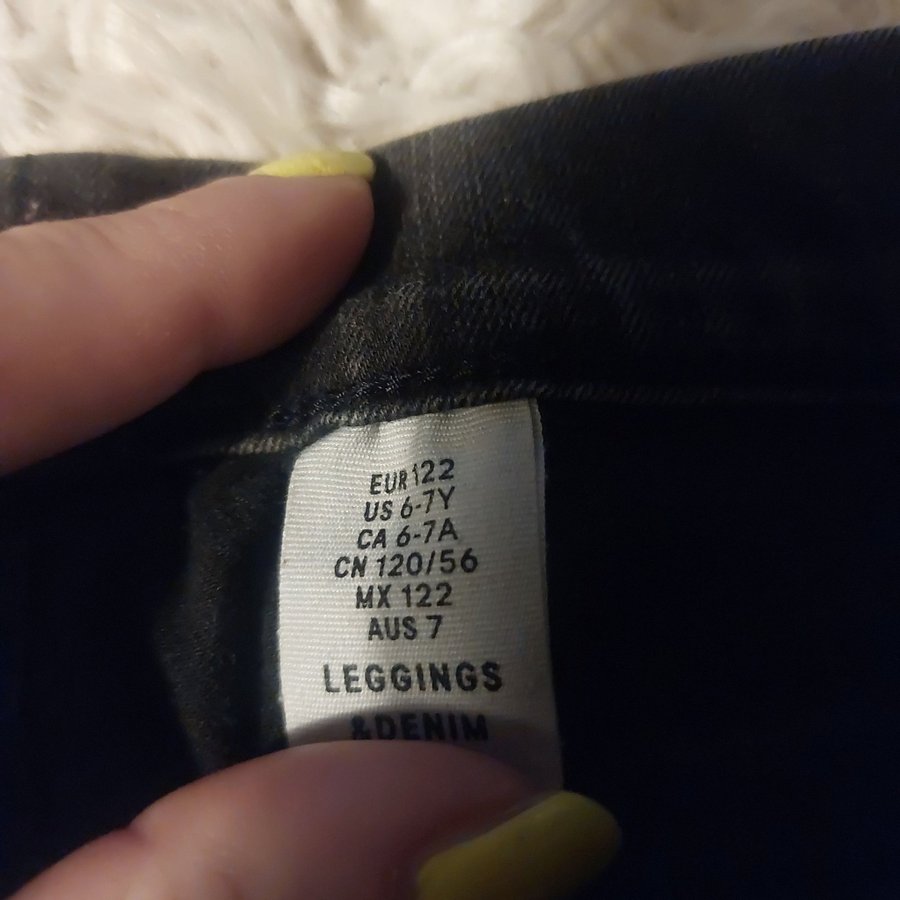 EUR 122
US 6-7Y
CA 6-7A
CN 120/56
MX 122
AUS 7
LEGGINGS
&DENIM